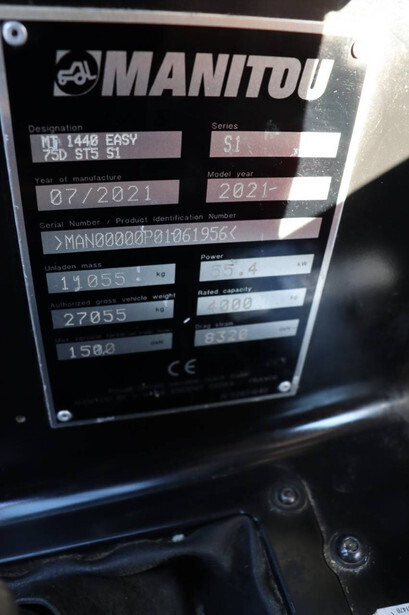 MANITOU
Designation Series
MT 1440 EASY
75D ST5 S1 S1
Year of manufacture Model year
07/2021 2021-
Serial Number / Product Identification Number
>MAN00000P01061956<
Unladen mass Power
11055 kg 55.4 kW
Authorized gross vehicle weight Rated capacity
27055 kg 4000 kg
Drag strain
1500 daN 8320 daN
CE